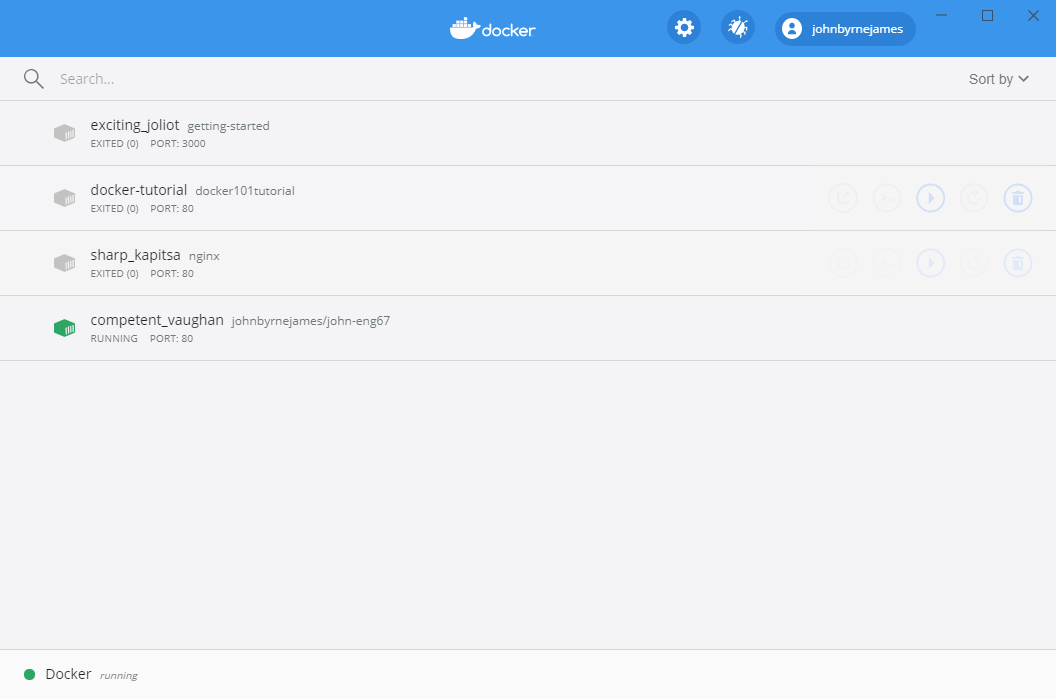 docker
johnbyrnejames
Search...
Sort by
exciting_joliot getting-started
EXITED (0) PORT: 3000
docker-tutorial docker101tutorial
EXITED (0) PORT: 80
sharp_kapitsa nginx
EXITED (0) PORT: 80
competent_vaughan johnbyrnejames/john-eng67
RUNNING PORT: 80
Docker running